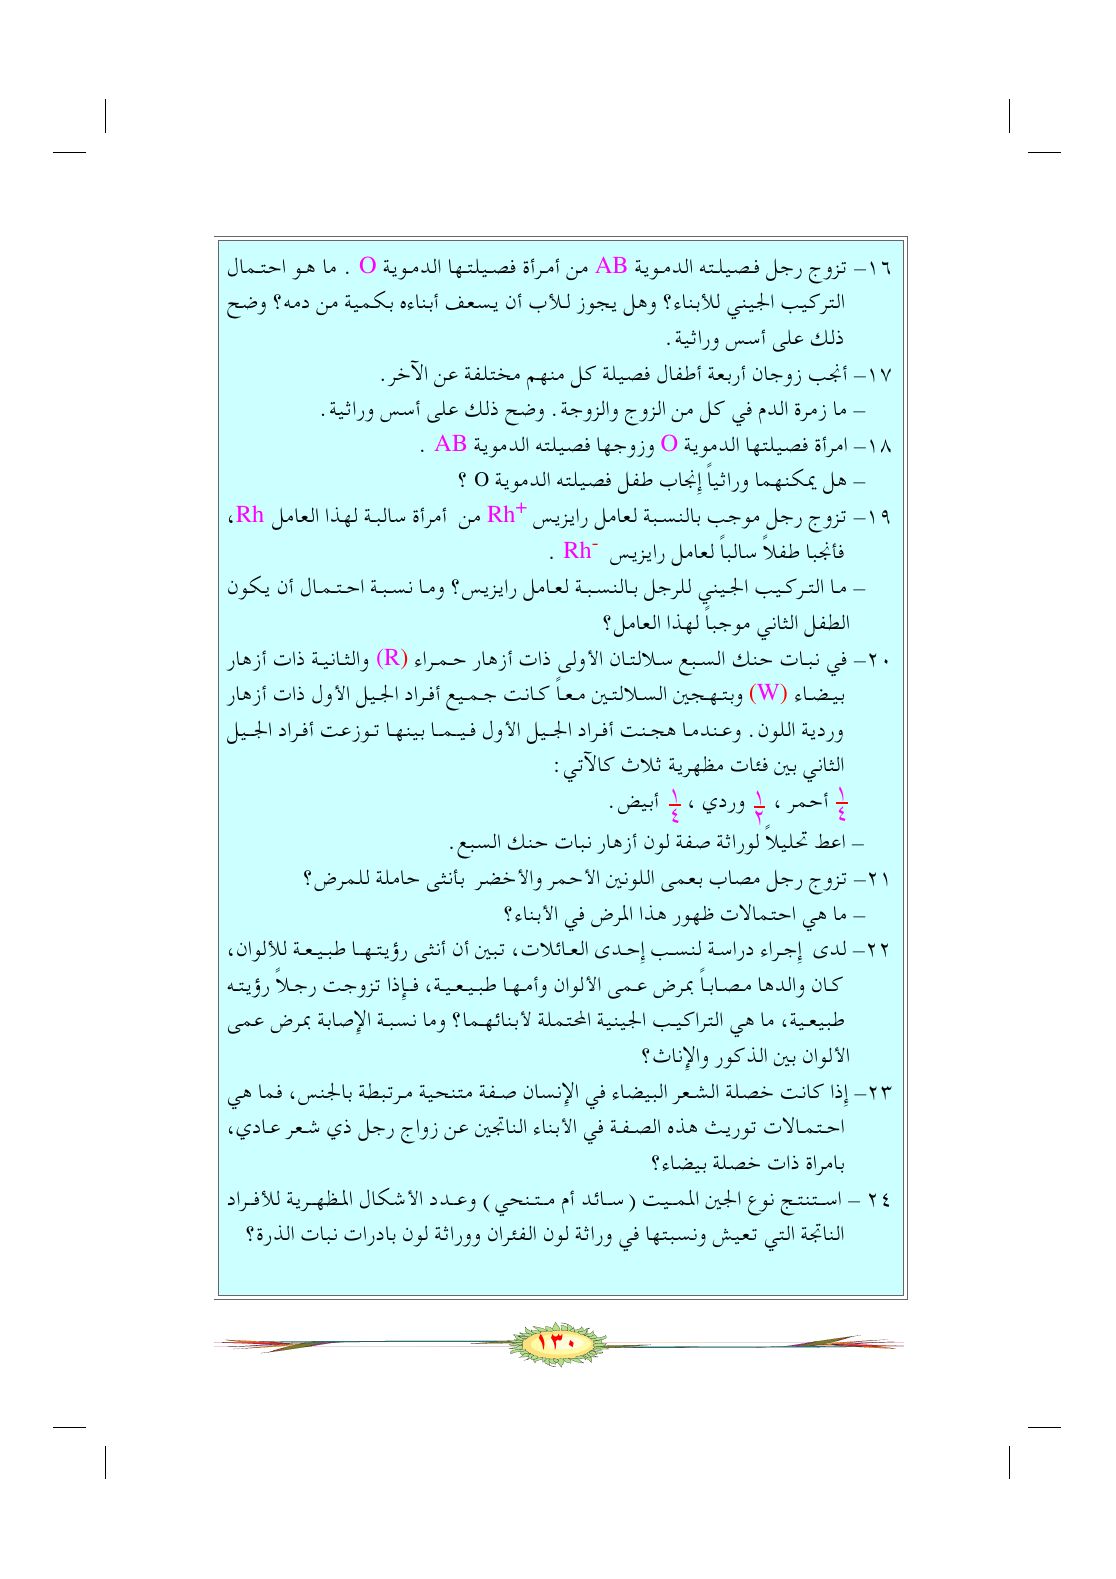 ١٦– تزوج رجل فصيلته الدموية AB من أمرأة فصيلتها الدموية O . ما هو احتمال
التركيب الجيني للأبناء؟ وهل يجوز للأب أن يسعف أبناءه بكمية من دمه؟ وضح
ذلك على أسس وراثية.
١٧– أنجب زوجان أربعة أطفال فصيلة كل منهم مختلفة عن الآخر.
– ما زمرة الدم في كل من الزوج والزوجة. وضح ذلك على أسس وراثية.
١٨– امرأة فصيلتها الدموية O وزوجها فصيلته الدموية AB .
– هل يمكنهما وراثياً إنجاب طفل فصيلته الدموية O ؟
١٩– تزوج رجل موجب بالنسبة لعامل رايزيس Rh+ من أمرأة سالبة لهذا العامل Rh،
فأنجبا طفلاً سالباً لعامل رايزيس Rh- .
– ما التركيب الجيني للرجل بالنسبة لعامل رايزيس؟ وما نسبة احتمال أن يكون
الطفل الثاني موجباً لهذا العامل؟
٢٠– في نبات حنك السبع سلالتان الأولى ذات أزهار حمراء (R) والثانية ذات أزهار
بيضاء (W) وبتهجين السلالتين معاً كانت جميع أفراد الجيل الأول ذات أزهار
وردية اللون. وعندما هجنت أفراد الجيل الأول فيما بينها توزعت أفراد الجيل
الثاني بين فئات مظهرية ثلاث كالآتي:
١/٤ أحمر ، ١/٢ وردي ، ١/٤ أبيض.
– اعط تحليلاً لوراثة صفة لون أزهار نبات حنك السبع.
٢١– تزوج رجل مصاب بعمى اللونين الأحمر والأخضر بأنثى حاملة للمرض؟
– ما هي احتمالات ظهور هذا المرض في الأبناء؟
٢٢– لدى إجراء دراسة لنسب إحدى العائلات، تبين أن أنثى رؤيتها طبيعة للألوان،
كان والدها مصاباً بمرض عمى الألوان وأمها طبيعية، فإذا تزوجت رجلاً رؤيته
طبيعية، ما هي التراكيب الجينية المحتملة لأبنائهما؟ وما نسبة الإصابة بمرض عمى
الألوان بين الذكور والإناث؟
٢٣– إذا كانت خصلة الشعر البيضاء في الإنسان صفة متنحية مرتبطة بالجنس، فما هي
احتمالات توريث هذه الصفة في الأبناء الناتجين عن زواج رجل ذي شعر عادي،
بامراة ذات خصلة بيضاء؟
٢٤ – استنتج نوع الجين المميت ( سائد أم متنحي ) وعدد الأشكال المظهرية للأفراد
الناتجة التي تعيش ونسبتها في وراثة لون الفئران ووراثة لون بادرات نبات الذرة؟
١٣٠